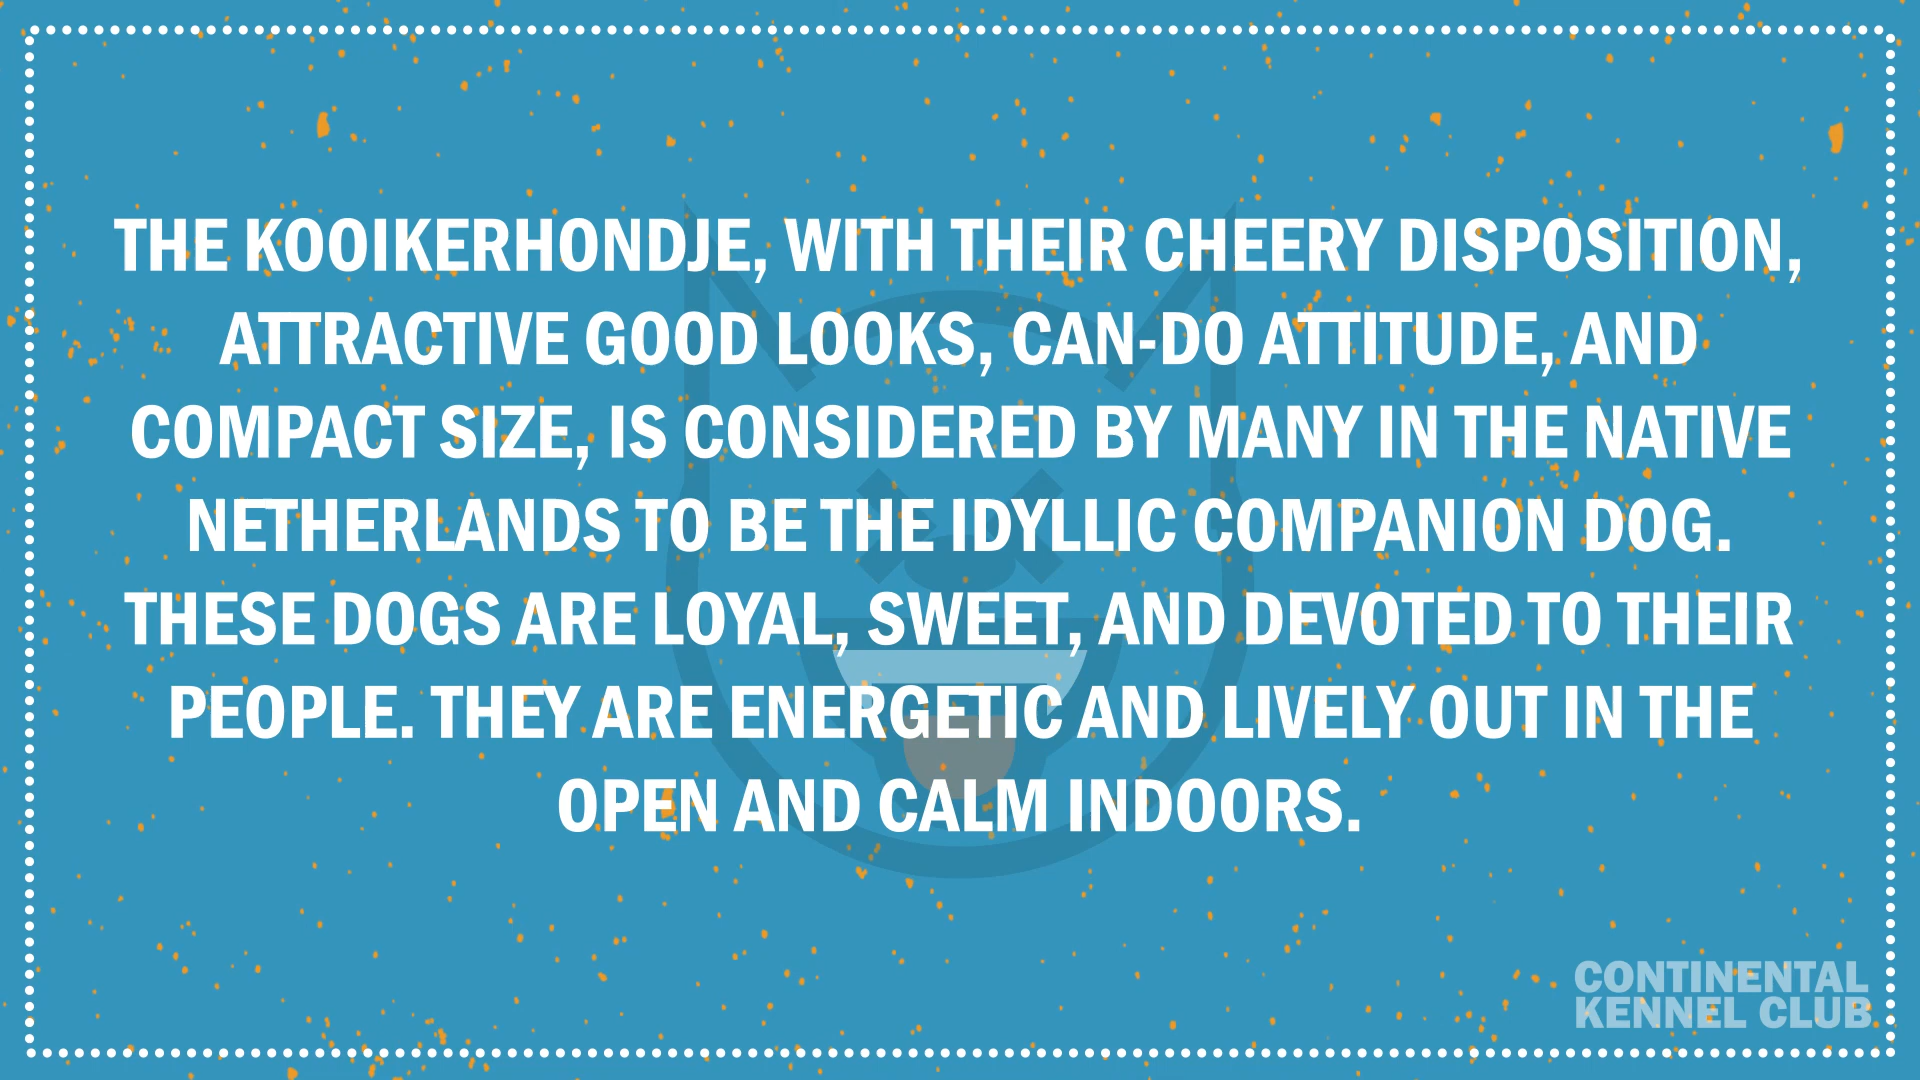 THE KOOIKERHONDJE, WITH THEIR CHEERY DISPOSITION,
ATTRACTIVE GOOD LOOKS, CAN-DO ATTITUDE, AND
COMPACT SIZE, IS CONSIDERED BY MANY IN THE NATIVE
NETHERLANDS TO BE THE IDYLLIC COMPANION DOG.
THESE DOGS ARE LOYAL, SWEET, AND DEVOTED TO THEIR
PEOPLE. THEY ARE ENERGETIC AND LIVELY OUT IN THE
OPEN AND CALM INDOORS.
CONTINENTAL
KENNEL CLUB